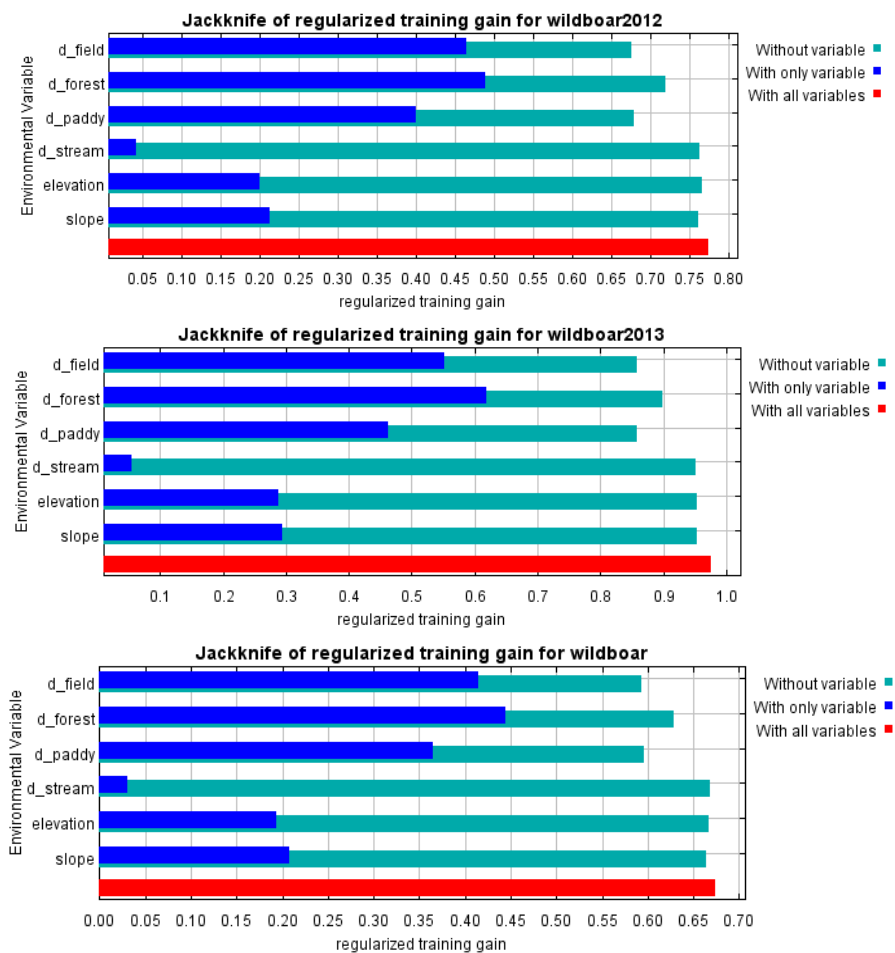 Jackknife of regularized training gain for wildboar2012
Environmental Variable
d_field
d_forest
d_paddy
d_stream
elevation
slope
0.05 0.10 0.15 0.20 0.25 0.30 0.35 0.40 0.45 0.50 0.55 0.60 0.65 0.70 0.75 0.80
regularized training gain
Without variable
With only variable
With all variables
Jackknife of regularized training gain for wildboar2013
Environmental Variable
d_field
d_forest
d_paddy
d_stream
elevation
slope
0.1 0.2 0.3 0.4 0.5 0.6 0.7 0.8 0.9 1.0
regularized training gain
Without variable
With only variable
With all variables
Jackknife of regularized training gain for wildboar
Environmental Variable
d_field
d_forest
d_paddy
d_stream
elevation
slope
0.00 0.05 0.10 0.15 0.20 0.25 0.30 0.35 0.40 0.45 0.50 0.55 0.60 0.65 0.70
regularized training gain
Without variable
With only variable
With all variables